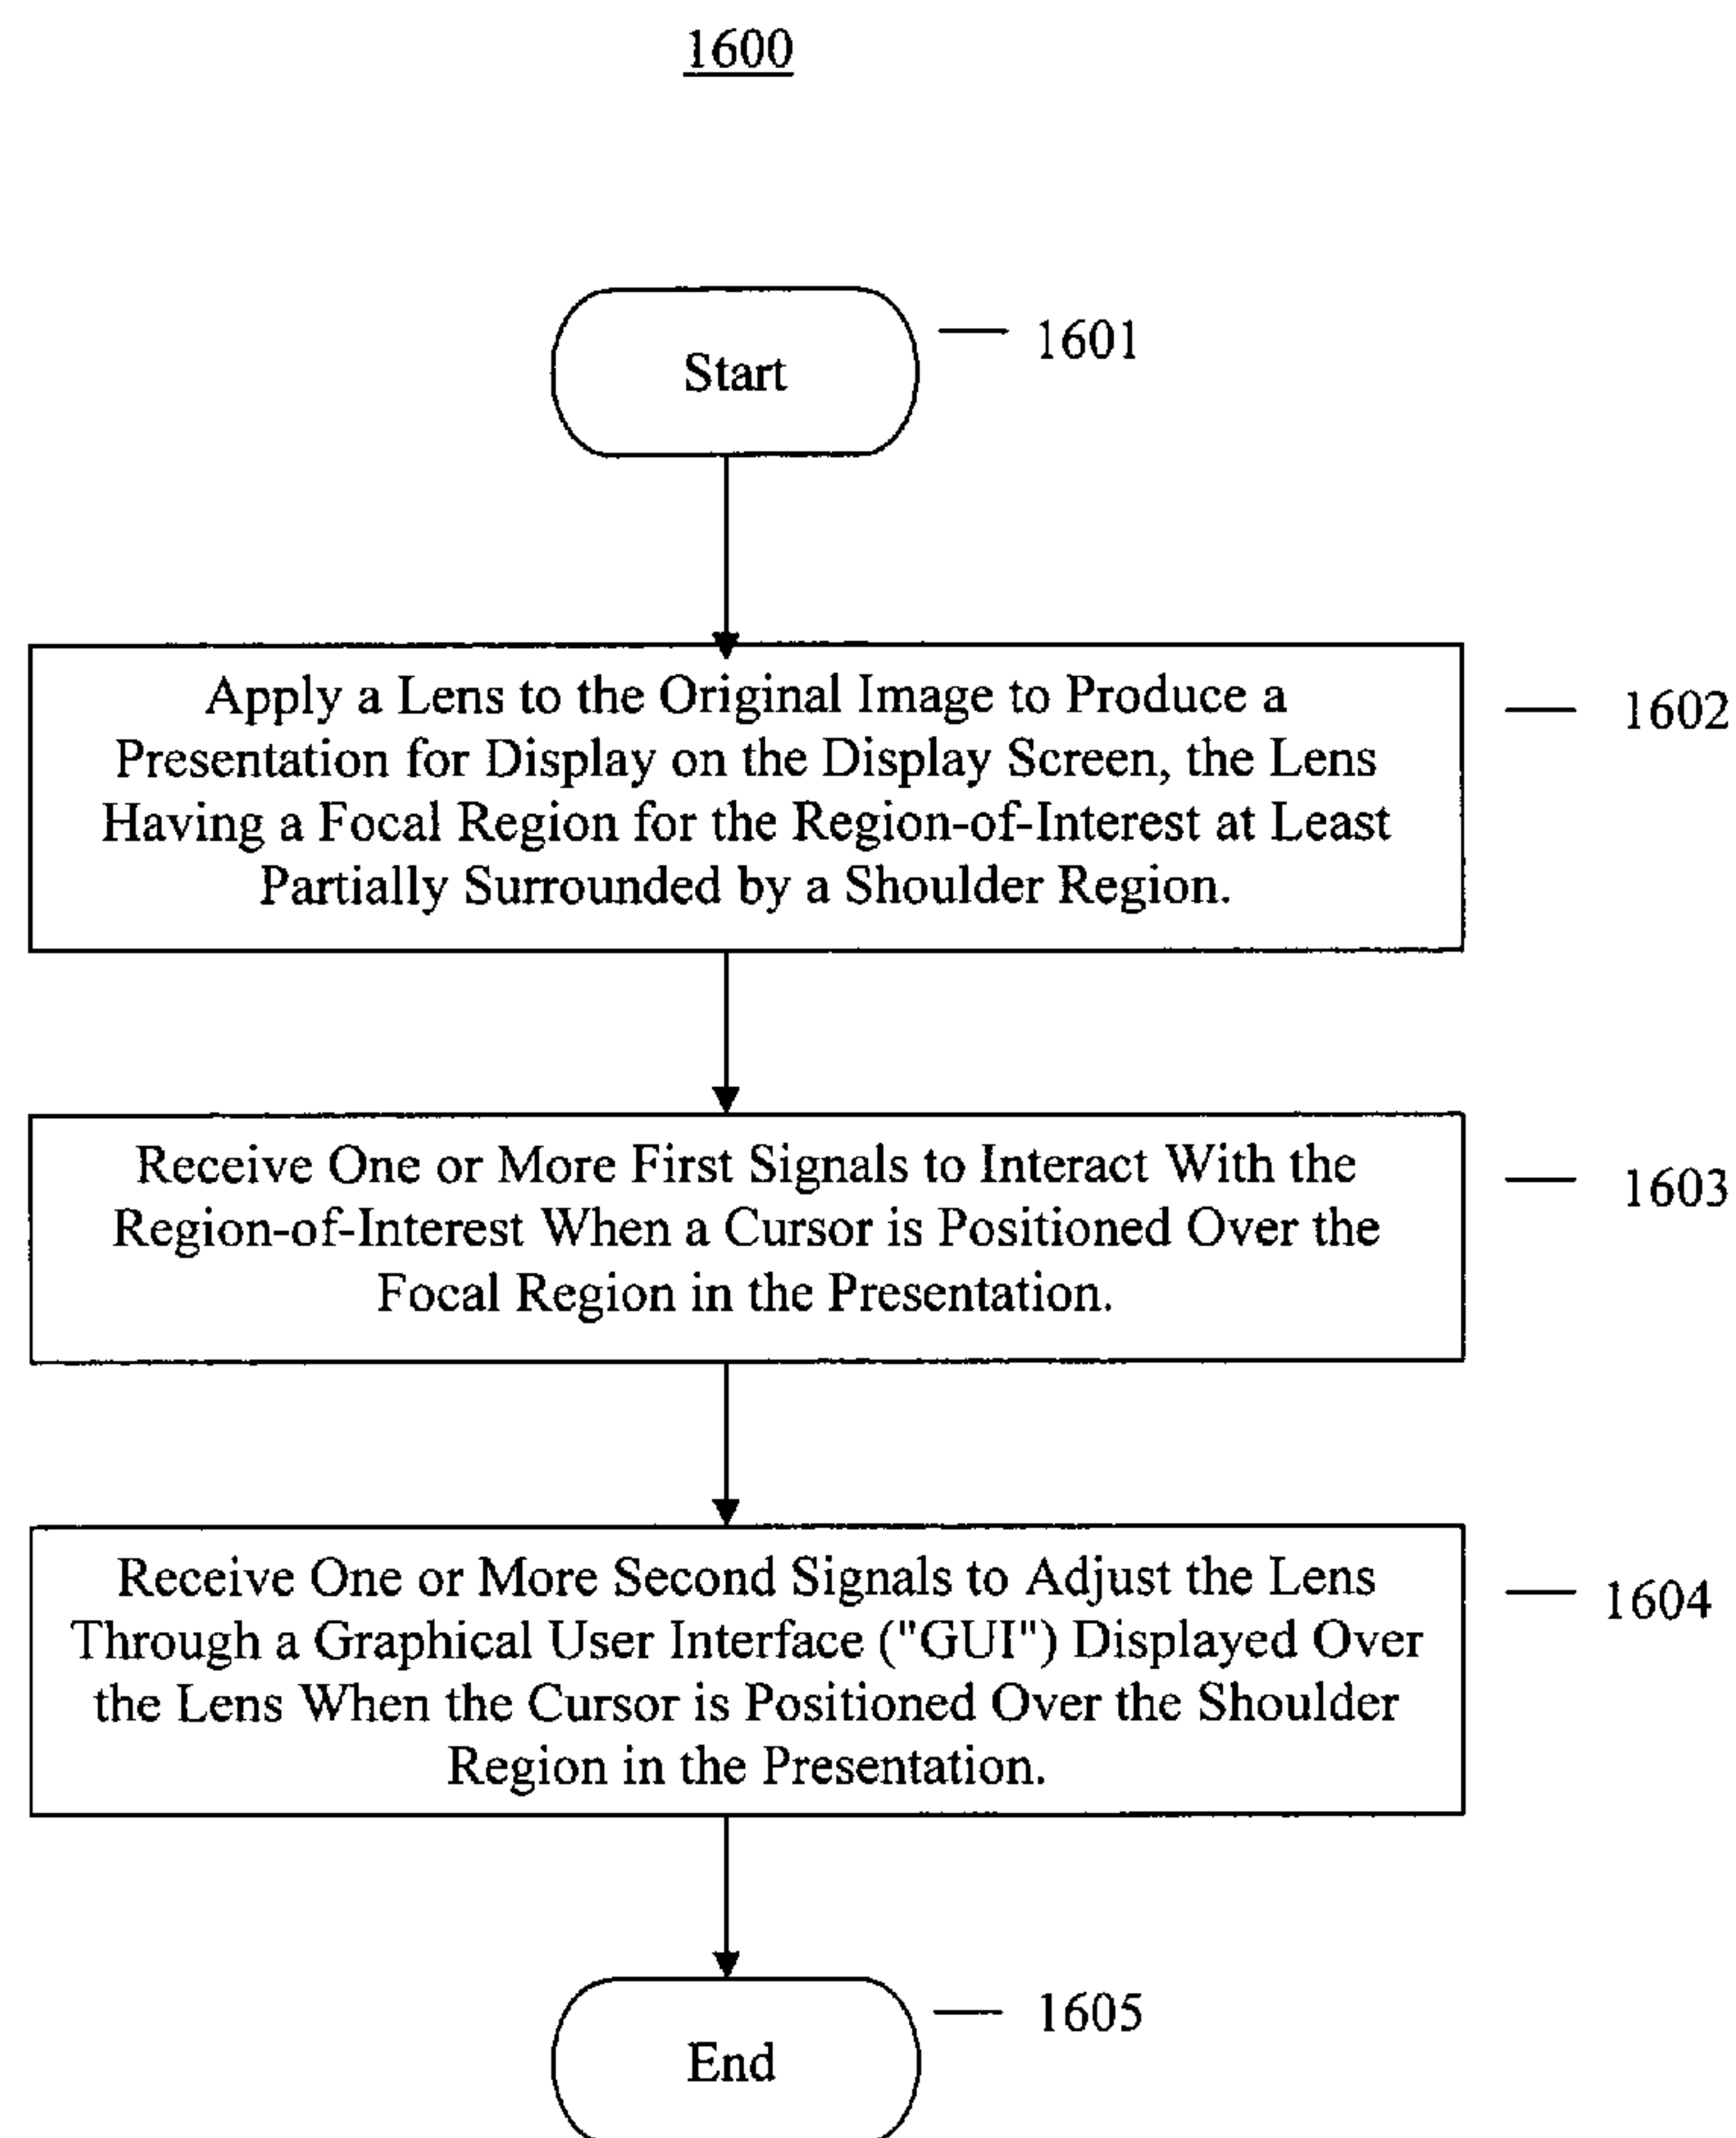 1600
Start
1601
Apply a Lens to the Original Image to Produce a
Presentation for Display on the Display Screen, the Lens
Having a Focal Region for the Region-of-Interest at Least
Partially Surrounded by a Shoulder Region.
1602
Receive One or More First Signals to Interact With the
Region-of-Interest When a Cursor is Positioned Over the
Focal Region in the Presentation.
1603
Receive One or More Second Signals to Adjust the Lens
Through a Graphical User Interface ("GUI") Displayed Over
the Lens When the Cursor is Positioned Over the Shoulder
Region in the Presentation.
1604
End
1605